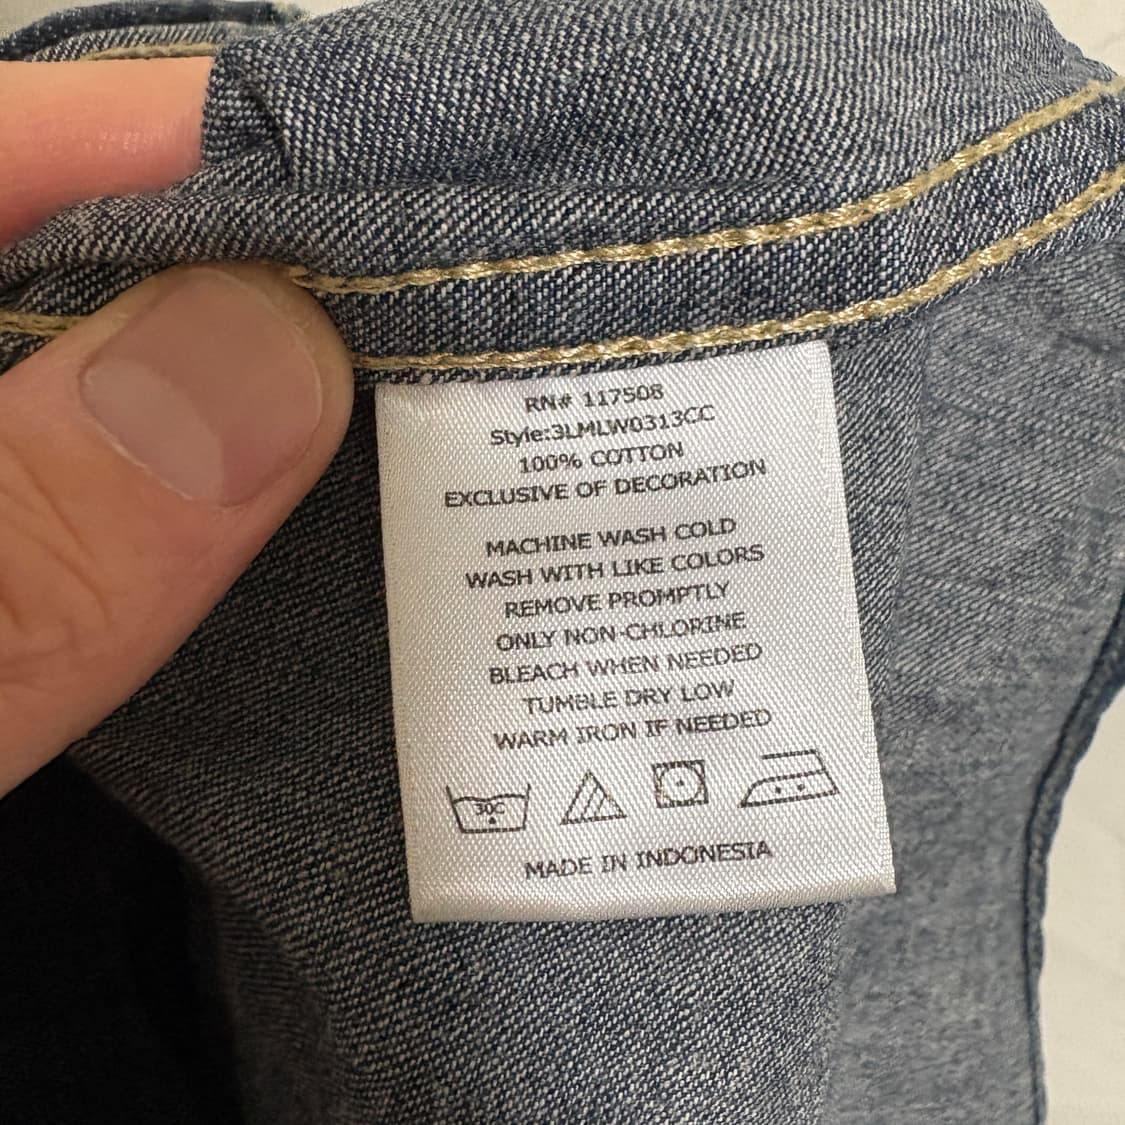 RN# 117508
Style:3LMLW0313CC
100% COTTON
EXCLUSIVE OF DECORATION
MACHINE WASH COLD
WASH WITH LIKE COLORS
REMOVE PROMPTLY
ONLY NON-CHLORINE
BLEACH WHEN NEEDED
TUMBLE DRY LOW
WARM IRON IF NEEDED
30C
MADE IN INDONESIA